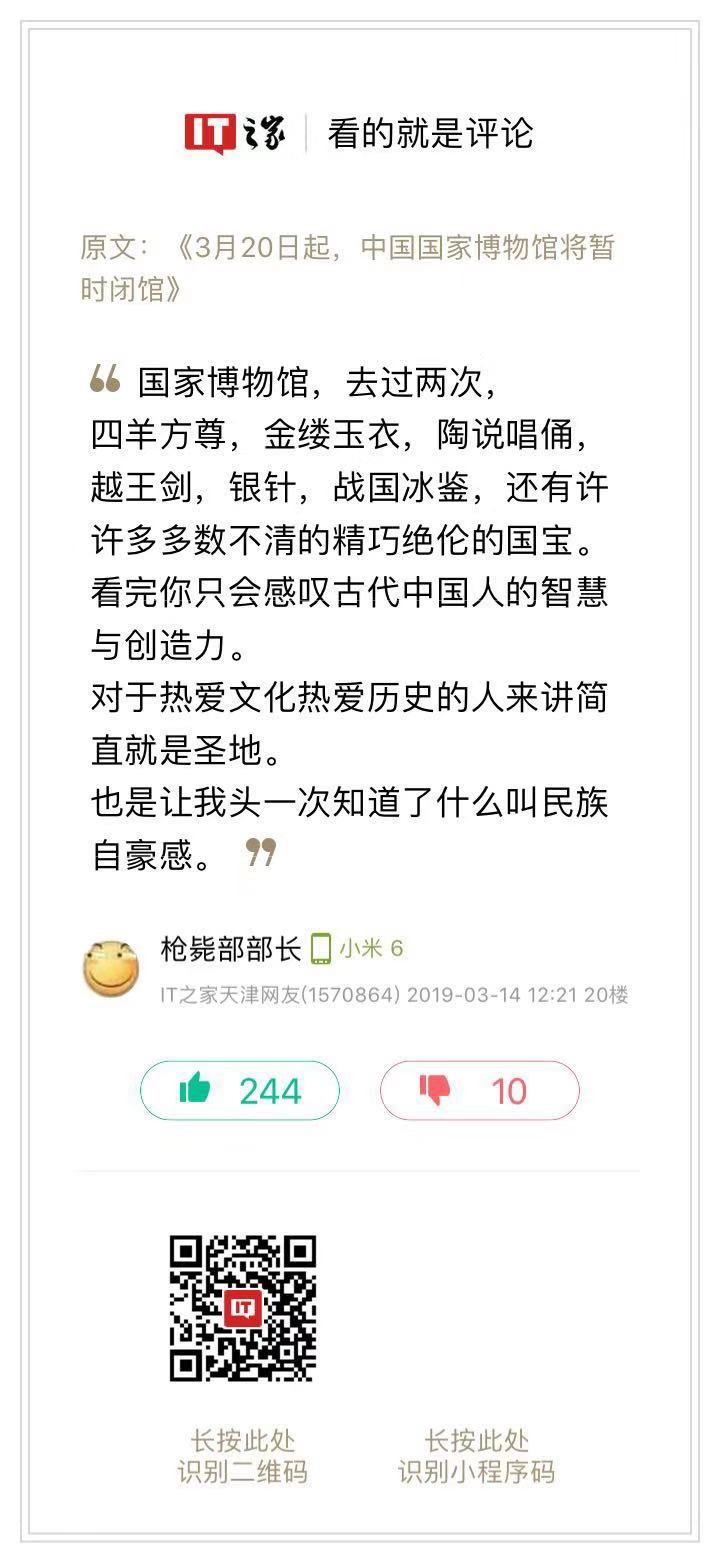 IT之家 | 看的就是评论
原文：《3月20日起，中国国家博物馆将暂
时闭馆》
“ 国家博物馆，去过两次，
四羊方尊，金缕玉衣，陶说唱俑，
越王剑，银针，战国冰鉴，还有许
许多多数不清的精巧绝伦的国宝。
看完你只会感叹古代中国人的智慧
与创造力。
对于热爱文化热爱历史的人来讲简
直就是圣地。
也是让我头一次知道了什么叫民族
自豪感。 ”
枪毙部部长 小米 6
IT之家天津网友(1570864) 2019-03-14 12:21 20楼
244 10
IT
长按此处 长按此处
识别二维码 识别小程序码